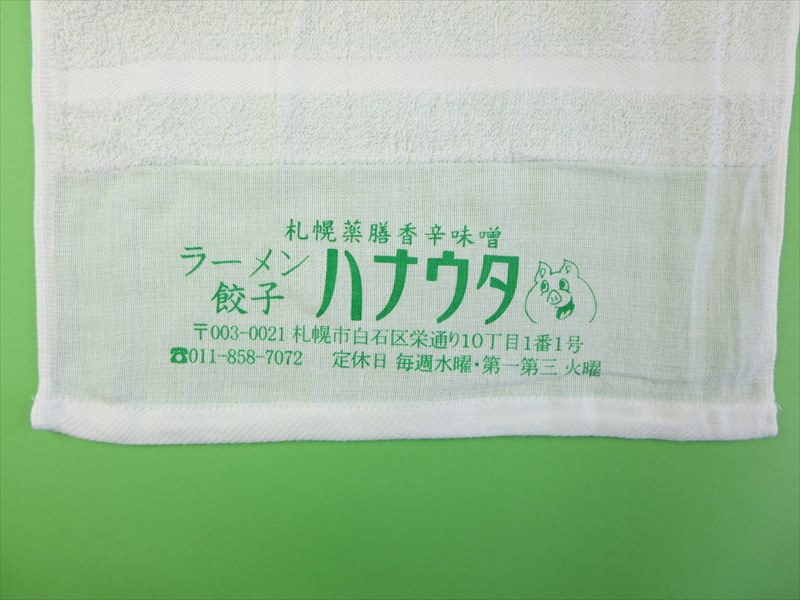 札幌薬膳香辛味噌
ラーメン
餃子
ハナウタ
〒003-0021 札幌市白石区栄通り10丁目1番1号
☎011-858-7072 定休日 毎週水曜・第一第三 火曜